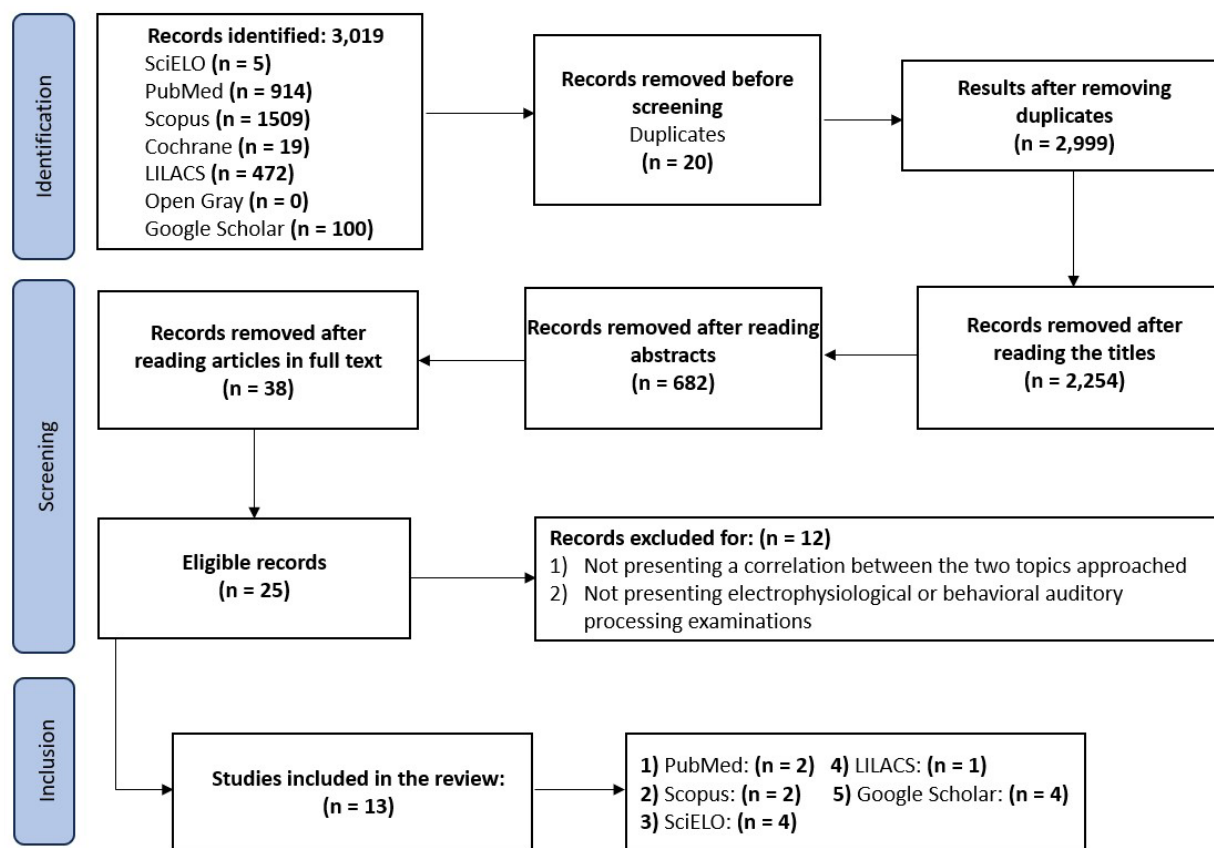 Identification
Records identified: 3,019
SciELO (n = 5)
PubMed (n = 914)
Scopus (n = 1509)
Cochrane (n = 19)
LILACS (n = 472)
Open Gray (n = 0)
Google Scholar (n = 100)
Records removed before
screening
Duplicates
(n = 20)
Results after removing
duplicates
(n = 2,999)
Screening
Records removed after
reading the titles
(n = 2,254)
Records removed after reading
abstracts
(n = 682)
Records removed after
reading articles in full text
(n = 38)
Eligible records
(n = 25)
Records excluded for: (n = 12)
1) Not presenting a correlation between the two topics approached
2) Not presenting electrophysiological or behavioral auditory
processing examinations
Inclusion
Studies included in the review:
(n = 13)
1) PubMed: (n = 2) 4) LILACS: (n = 1)
2) Scopus: (n = 2) 5) Google Scholar: (n = 4)
3) SciELO: (n = 4)